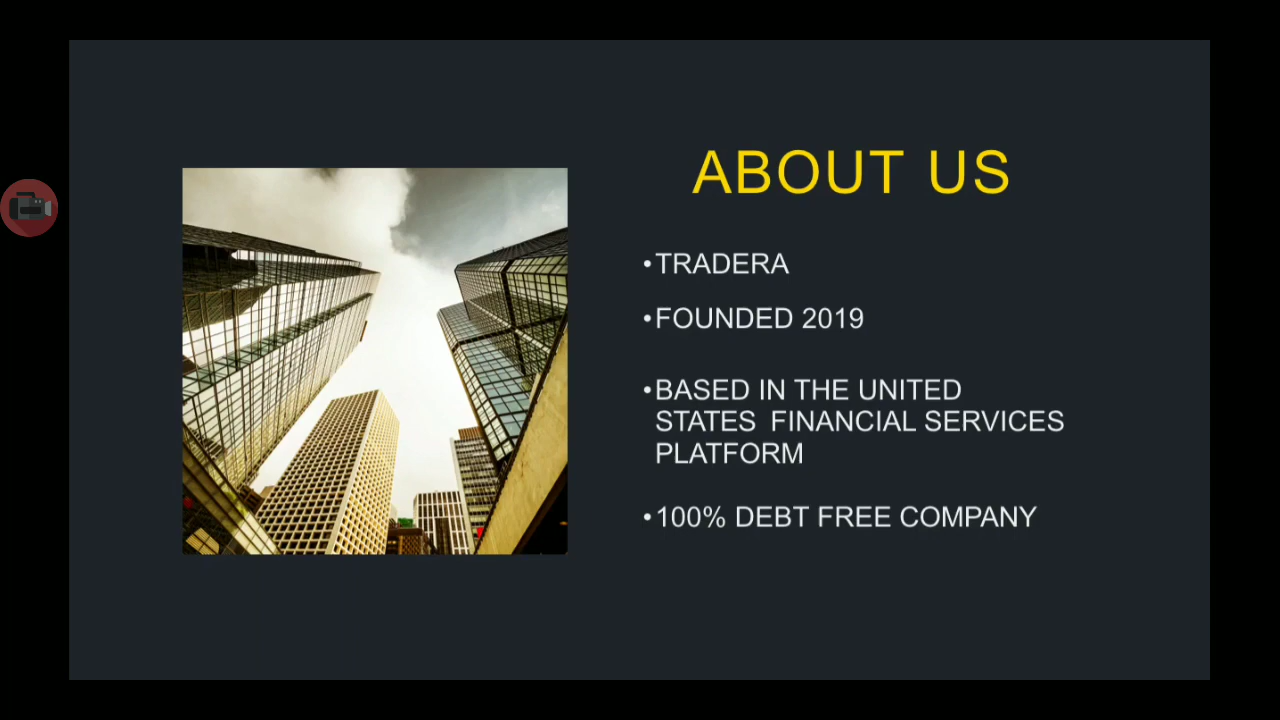 ABOUT US
•TRADERA
•FOUNDED 2019
•BASED IN THE UNITED
STATES  FINANCIAL SERVICES
PLATFORM
•100% DEBT FREE COMPANY